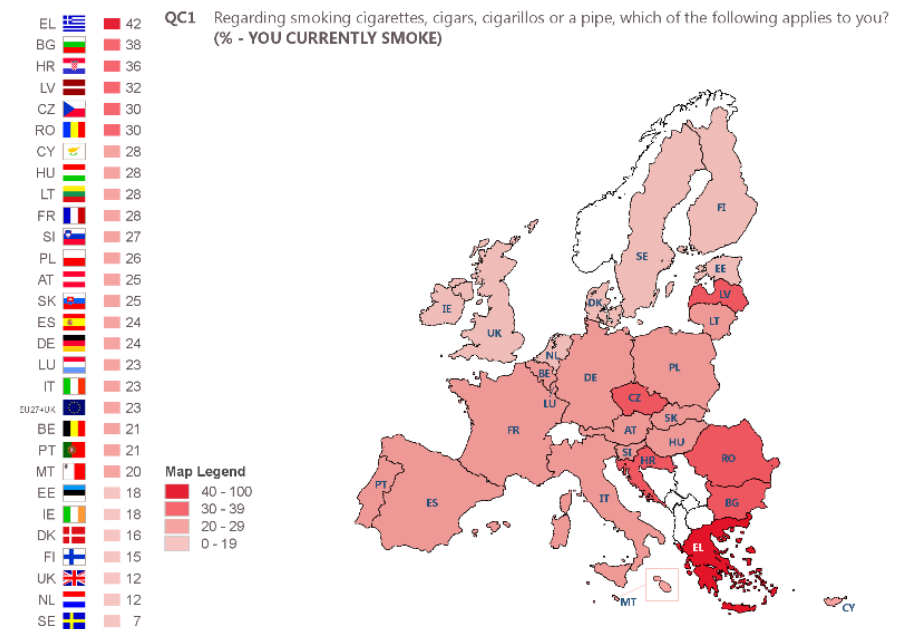 QC1 Regarding smoking cigarettes, cigars, cigarillos or a pipe, which of the following applies to you?
(% - YOU CURRENTLY SMOKE)
EL 42
BG 38
HR 36
LV 32
CZ 30
RO 30
CY 28
HU 28
LT 28
FR 28
SI 27
PL 26
AT 25
SK 25
ES 24
DE 24
LU 23
IT 23
EU27+UK 23
BE 21
PT 21
MT 20
EE 18
IE 18
DK 16
FI 15
UK 12
NL 12
SE 7
Map Legend
40 - 100
30 - 39
20 - 29
0 - 19
FI
SE
EE
LV
LT
DK
IE
UK
NL
BE
LU
DE
PL
CZ
SK
AT
HU
FR
SI
HR
RO
BG
PT
ES
IT
EL
MT
CY